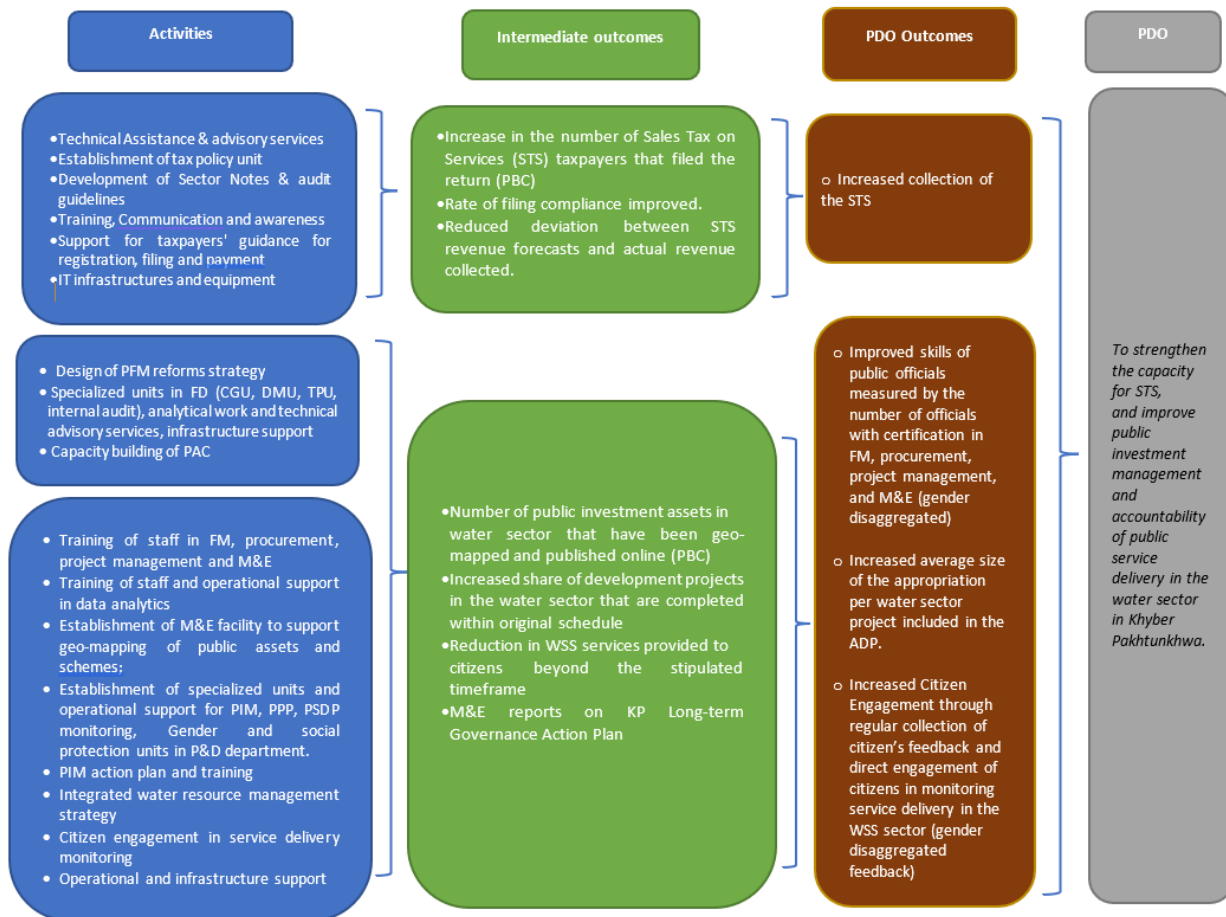 Activities
Intermediate outcomes
PDO Outcomes
PDO
•Technical Assistance & advisory services
•Establishment of tax policy unit
•Development of Sector Notes & audit
guidelines
•Training, Communication and awareness
•Support for taxpayers' guidance for
registration, filing and payment
•IT infrastructures and equipment
•Increase in the number of Sales Tax on
Services (STS) taxpayers that filed the
return (PBC)
•Rate of filing compliance improved.
•Reduced deviation between STS
revenue forecasts and actual revenue
collected.
o Increased collection of
the STS
• Design of PFM reforms strategy
• Specialized units in FD (CGU, DMU, TPU,
internal audit), analytical work and technical
advisory services, infrastructure support
• Capacity building of PAC
• Training of staff in FM, procurement,
project management and M&E
• Training of staff and operational support
in data analytics
• Establishment of M&E facility to support
geo-mapping of public assets and
schemes;
• Establishment of specialized units and
operational support for PIM, PPP, PSDP
monitoring, Gender and social
protection units in P&D department.
• PIM action plan and training
• Integrated water resource management
strategy
• Citizen engagement in service delivery
monitoring
• Operational and infrastructure support
•Number of public investment assets in
water sector that have been geo-
mapped and published online (PBC)
•Increased share of development projects
in the water sector that are completed
within original schedule
•Reduction in WSS services provided to
citizens beyond the stipulated
timeframe
•M&E reports on KP Long-term
Governance Action Plan
o Improved skills of
public officials
measured by the
number of officials
with certification in
FM, procurement,
project management,
and M&E (gender
disaggregated)
o Increased average size
of the appropriation
per water sector
project included in the
ADP.
o Increased Citizen
Engagement through
regular collection of
citizen’s feedback and
direct engagement of
citizens in monitoring
service delivery in the
WSS sector (gender
disaggregated
feedback)
To strengthen
the capacity
for STS,
and improve
public
investment
management
and
accountability
of public
service
delivery in the
water sector
in Khyber
Pakhtunkhwa.